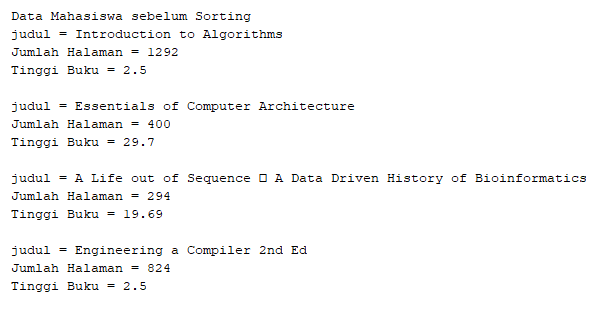 Data Mahasiswa sebelum Sorting
judul = Introduction to Algorithms
Jumlah Halaman = 1292
Tinggi Buku = 2.5
judul = Essentials of Computer Architecture
Jumlah Halaman = 400
Tinggi Buku = 29.7
judul = A Life out of Sequence □ A Data Driven History of Bioinformatics
Jumlah Halaman = 294
Tinggi Buku = 19.69
judul = Engineering a Compiler 2nd Ed
Jumlah Halaman = 824
Tinggi Buku = 2.5